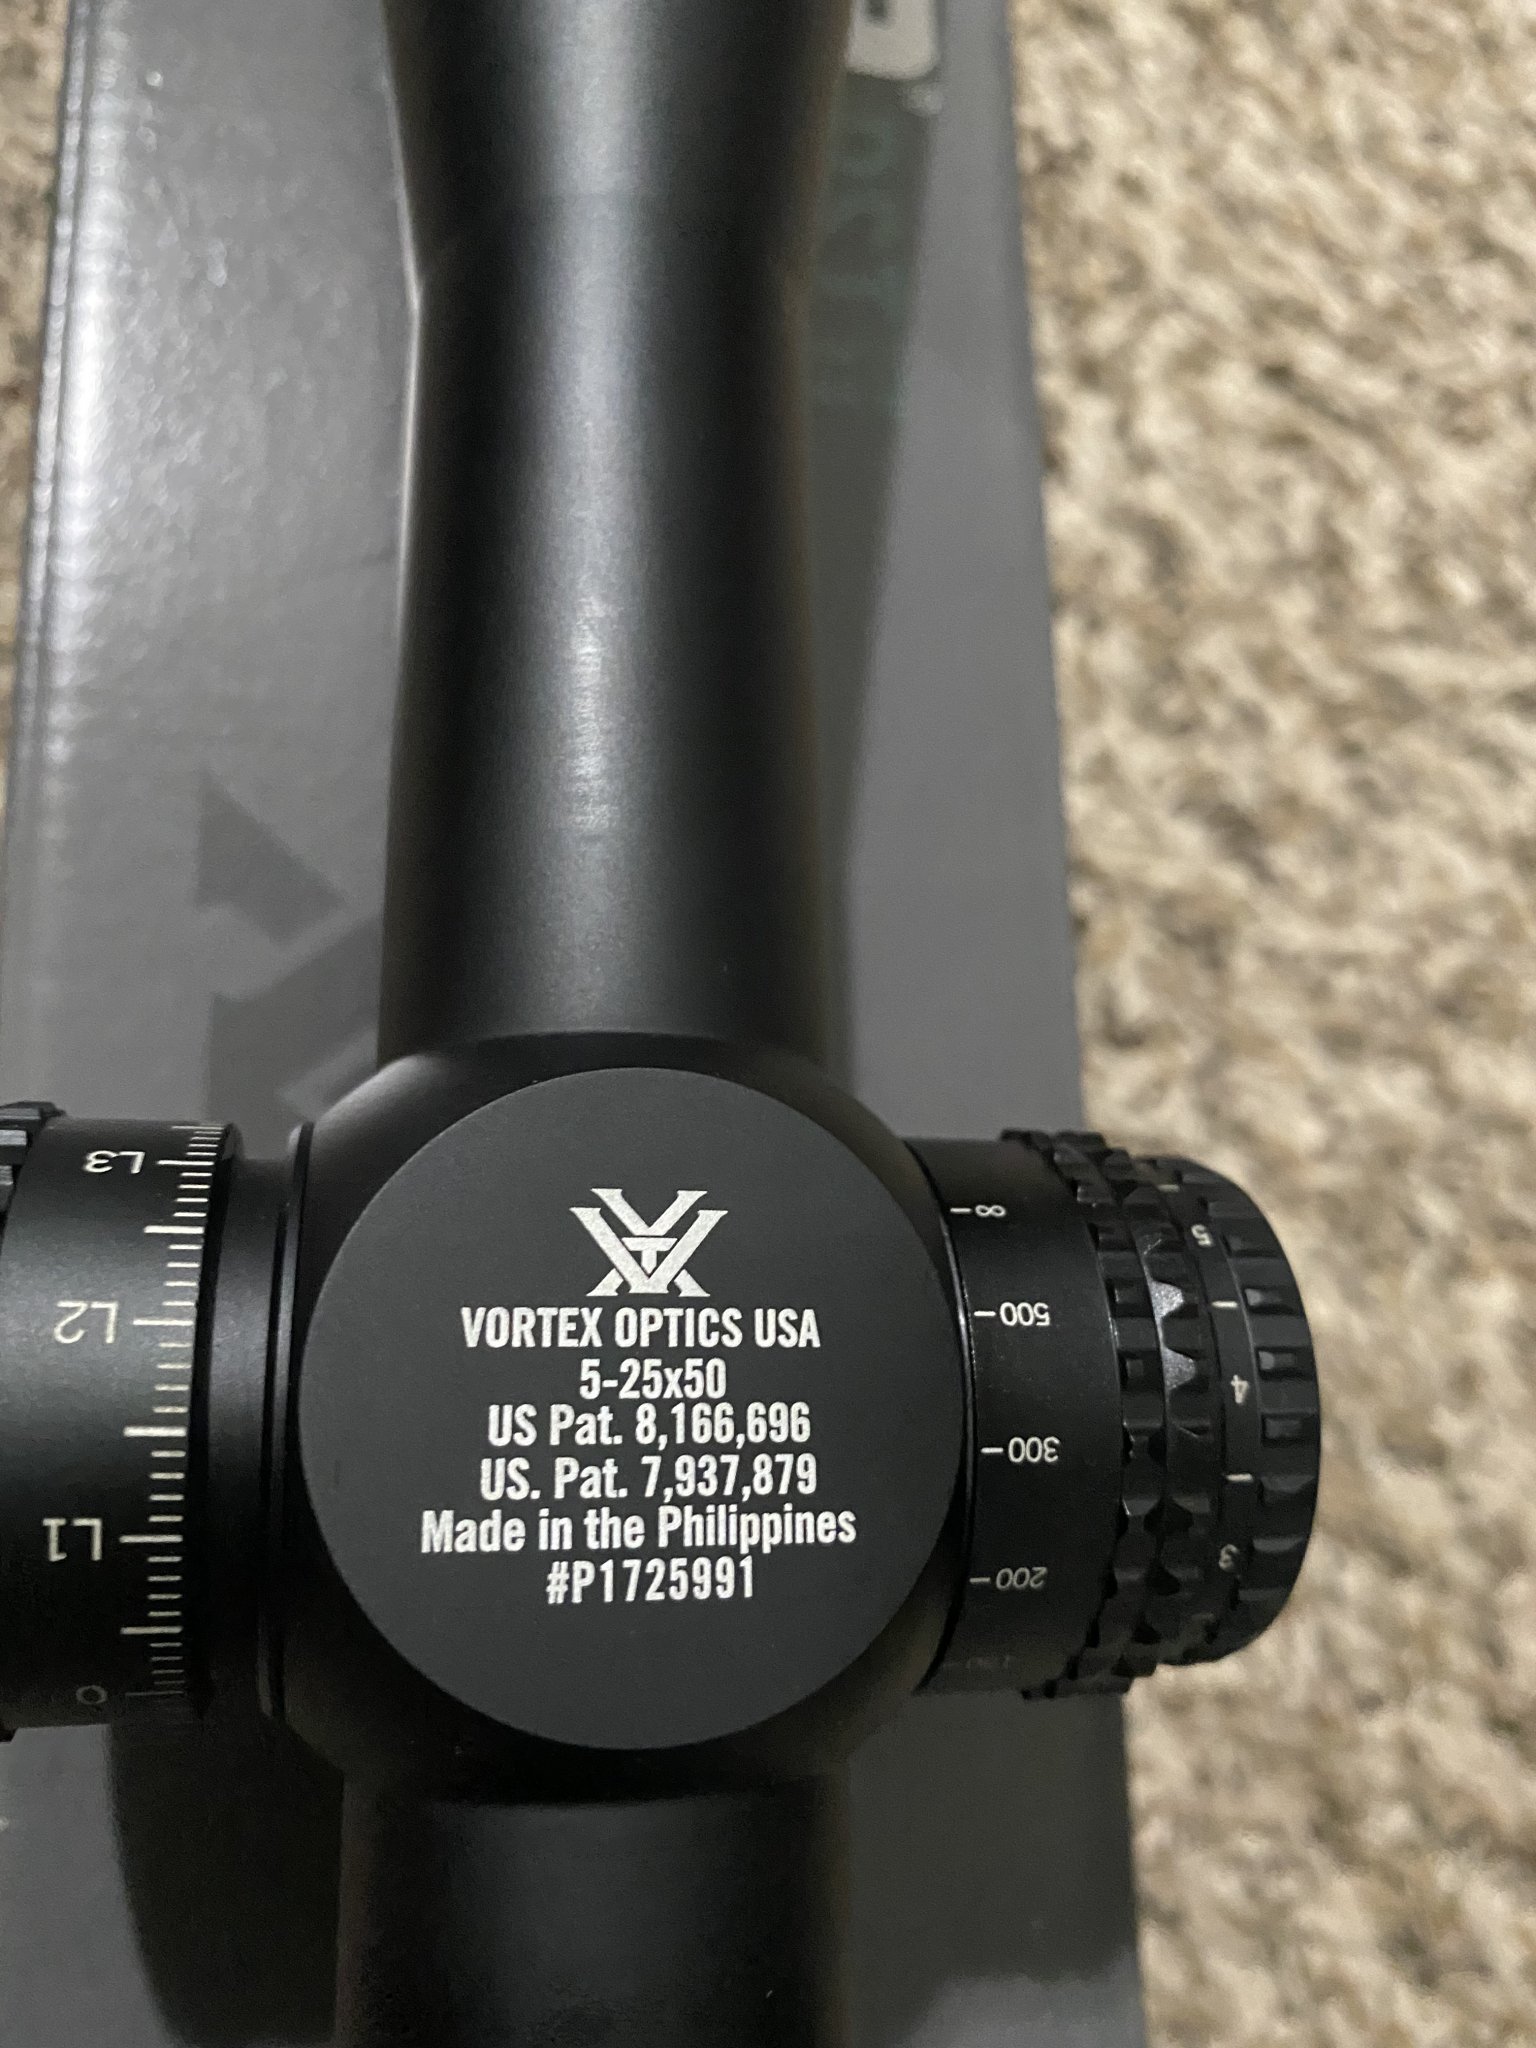 VORTEX OPTICS USA
5-25x50
US Pat. 8,166,696
US. Pat. 7,937,879
Made in the Philippines
#P1725991
L3
L2
L1
0
∞
500
300
200
5
4
3